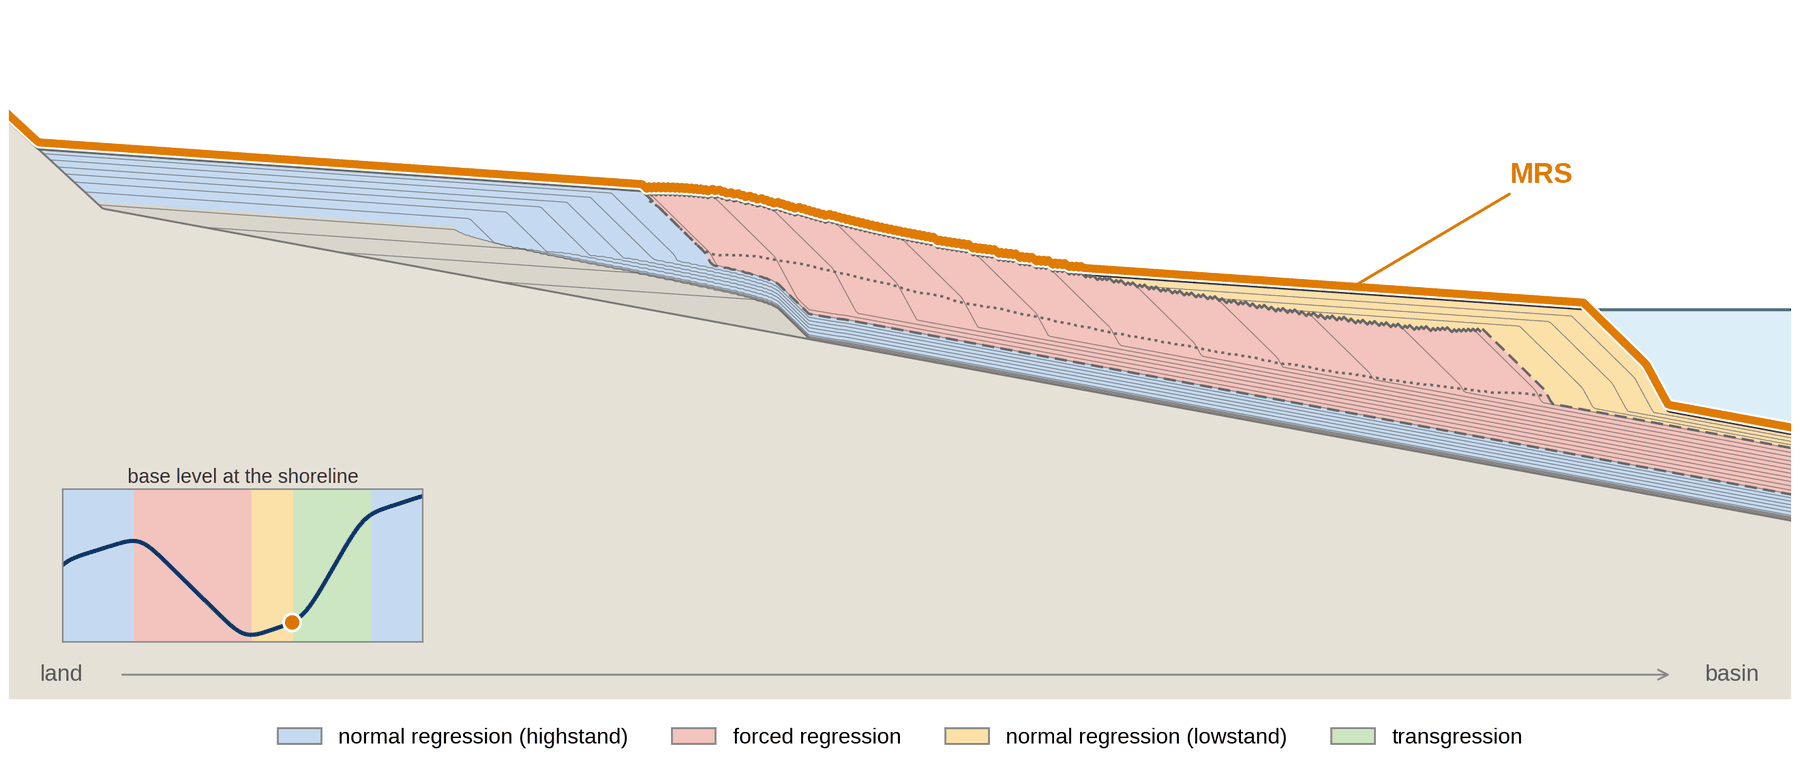 MRS
base level at the shoreline
land
basin
normal regression (highstand)
forced regression
normal regression (lowstand)
transgression